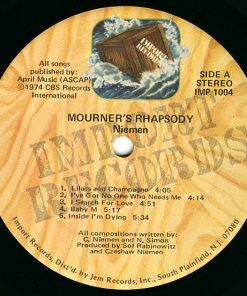 IMPORT
RECORDS
All songs
published by:
April Music (ASCAP)
℗1974 CBS Records
International
SIDE A
STEREO
IMP 1004
MOURNER'S RHAPSODY
Niemen
IMPORT
RECORDS
1. Lilacs and Champagne 4:05
2. I've Got No One Who Needs Me 4:14
3. I Search For Love 4:51
4. Baby M 5:17
5. Inside I'm Dying 5:34
All compositions written by:
C. Niemen and N. Simon
Produced by Sol Rabinowitz
and Czeshaw Niemen
Import Records, Dist'd. by Jem Records, Inc., South Plainfield, N.J. 07080